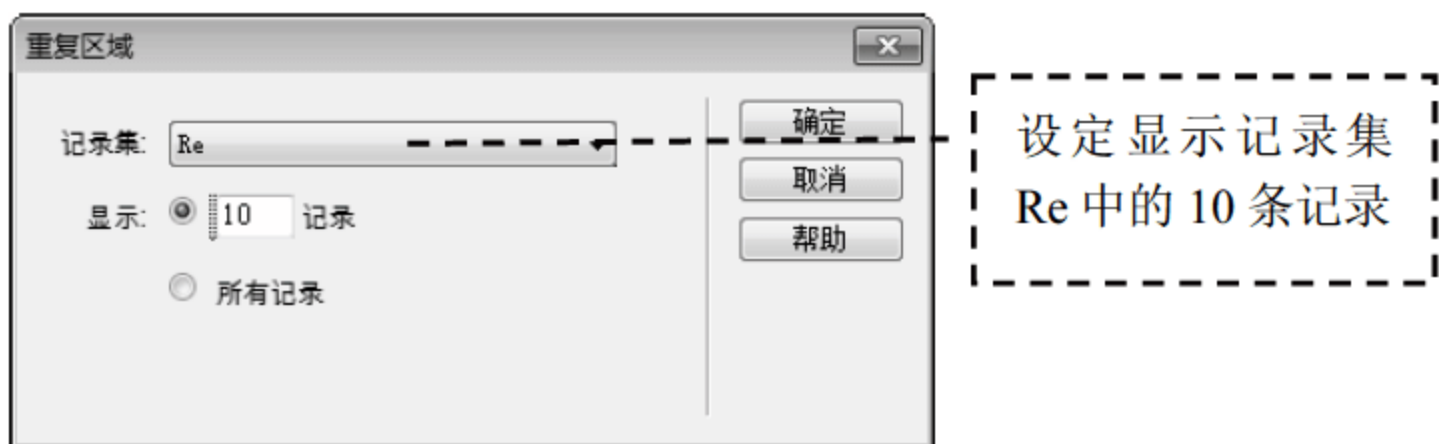 重复区域
记录集: Re
显示: 10 记录
所有记录
确定
取消
帮助
设定显示记录集
Re 中的 10 条记录